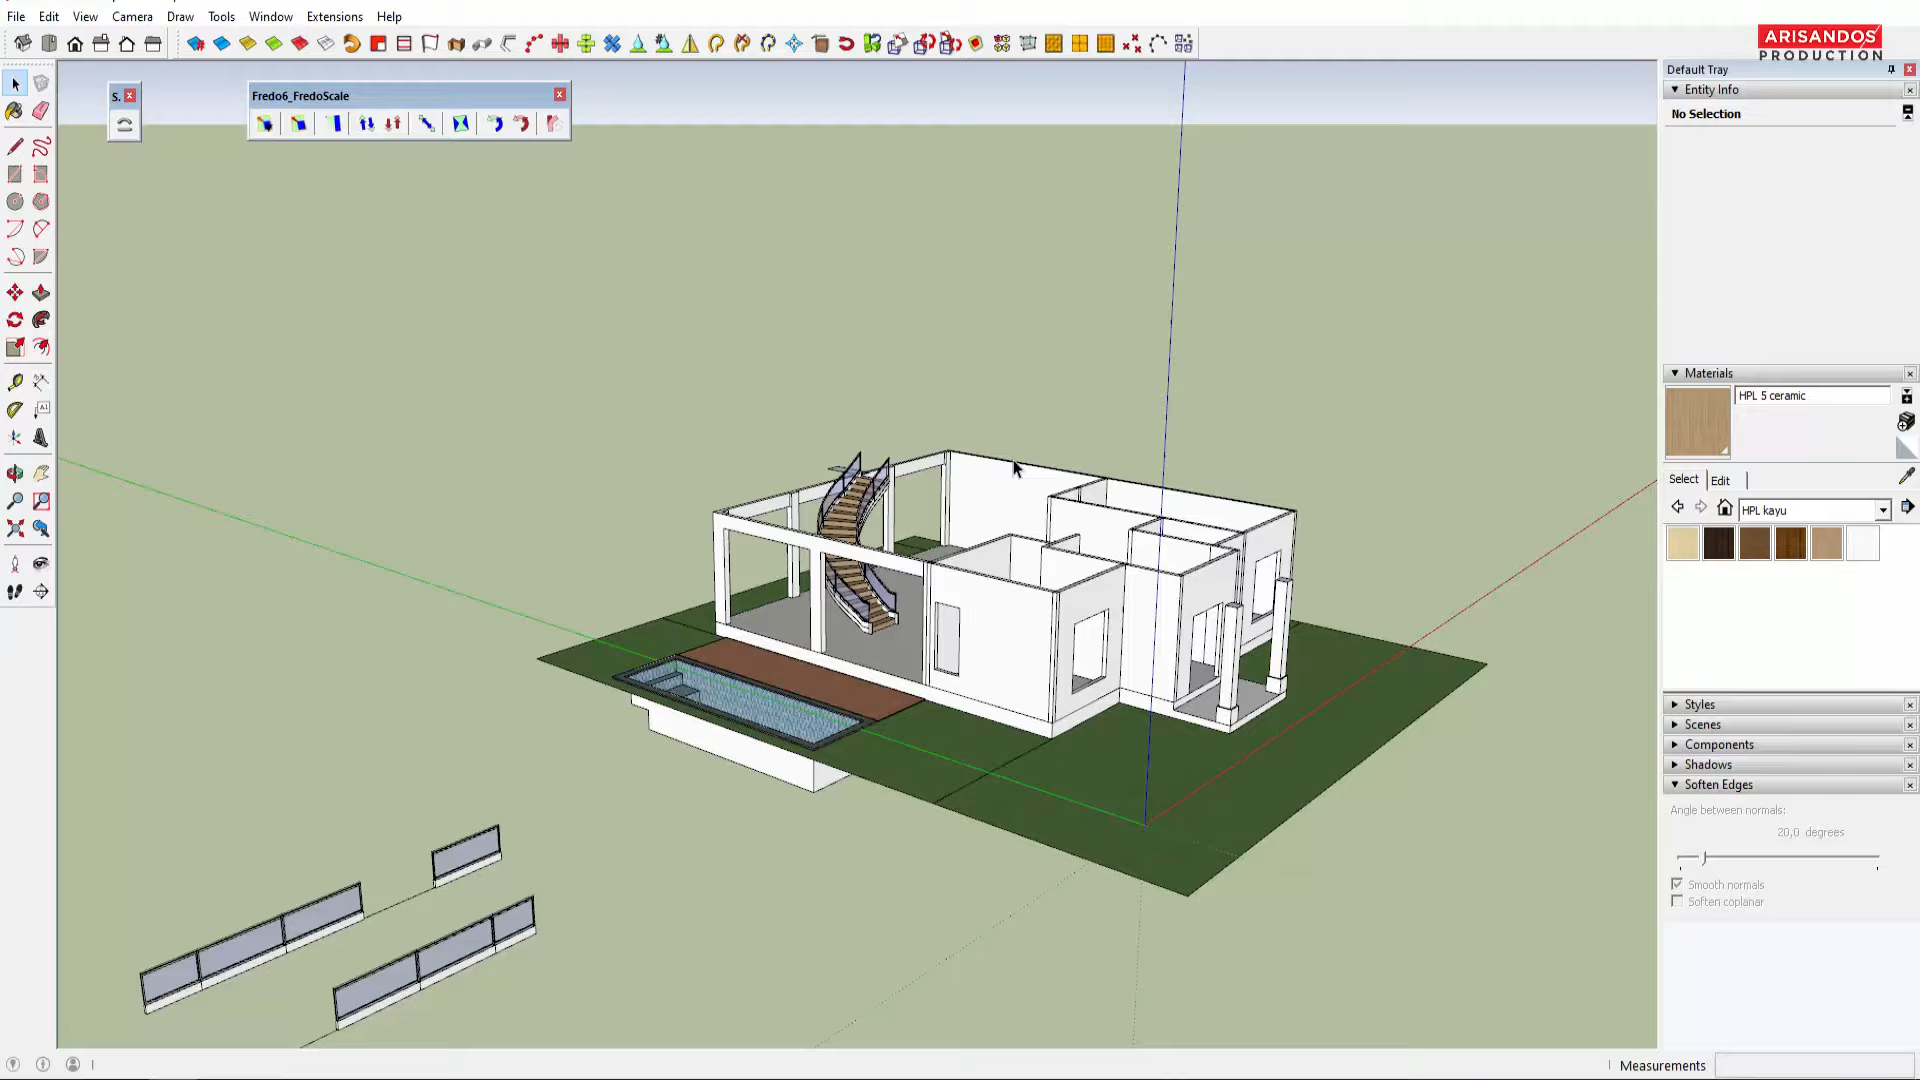 File Edit View Camera Draw Tools Window Extensions Help
ARISANDOS
PRODUCTION
S.
Fredo6_FredoScale
Default Tray
Entity Info
No Selection
Materials
HPL 5 ceramic
Select Edit
HPL kayu
Styles
Scenes
Components
Shadows
Soften Edges
Angle between normals:
20,0 degrees
Smooth normals
Soften coplanar
Measurements